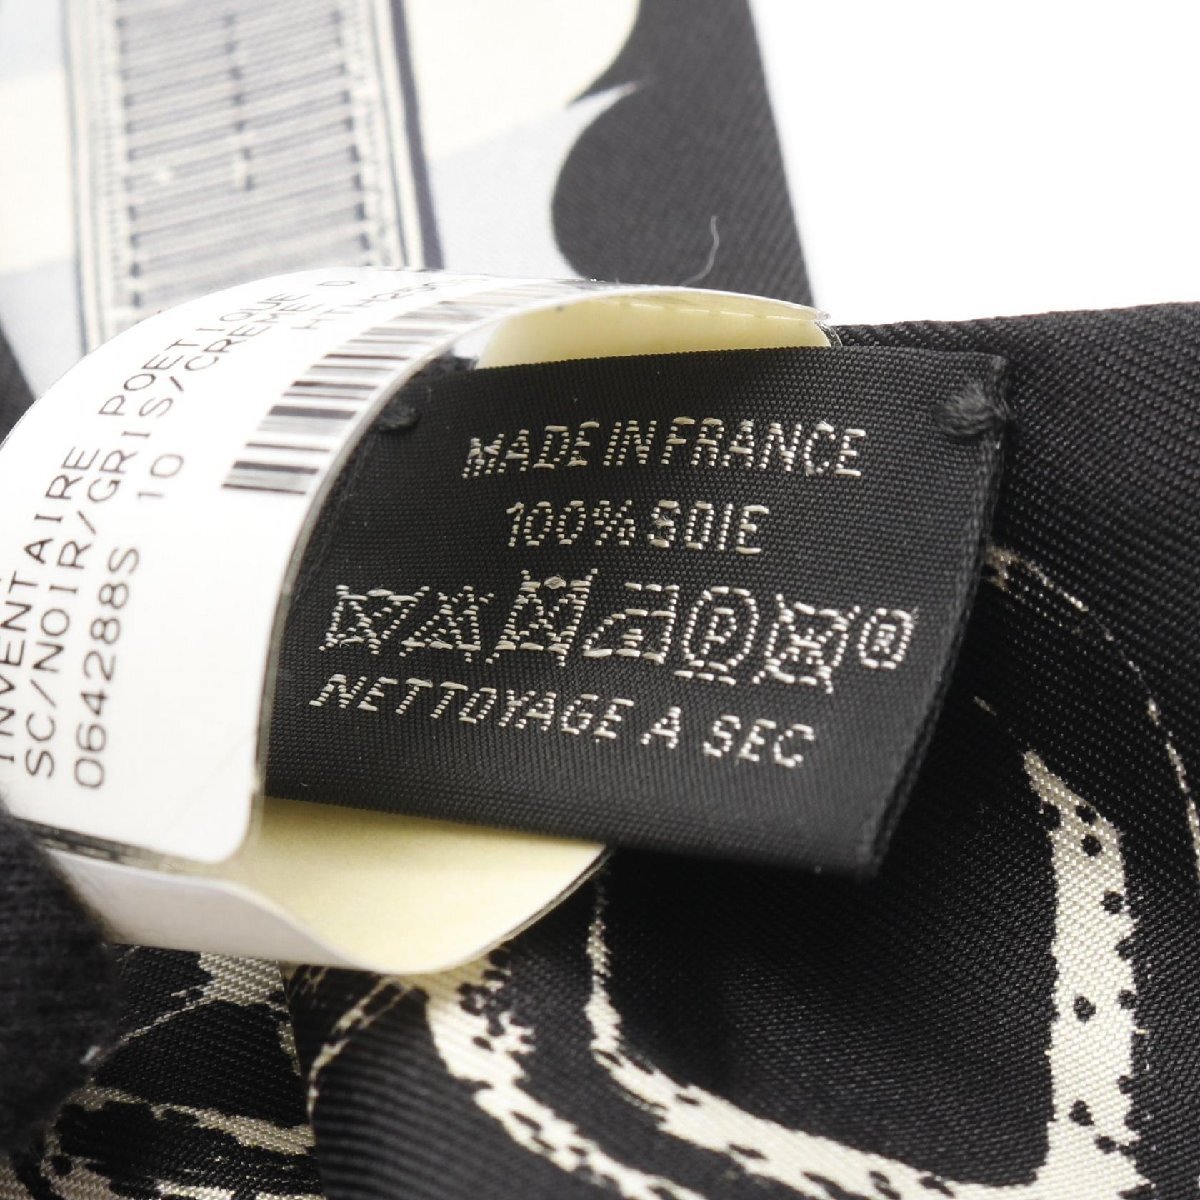 INVENTAIRE POETIQUE
SC/NOIR/GRIS/CREME
064288S 10
MADE IN FRANCE
100% SOIE
P
®
NETTOYAGE A SEC